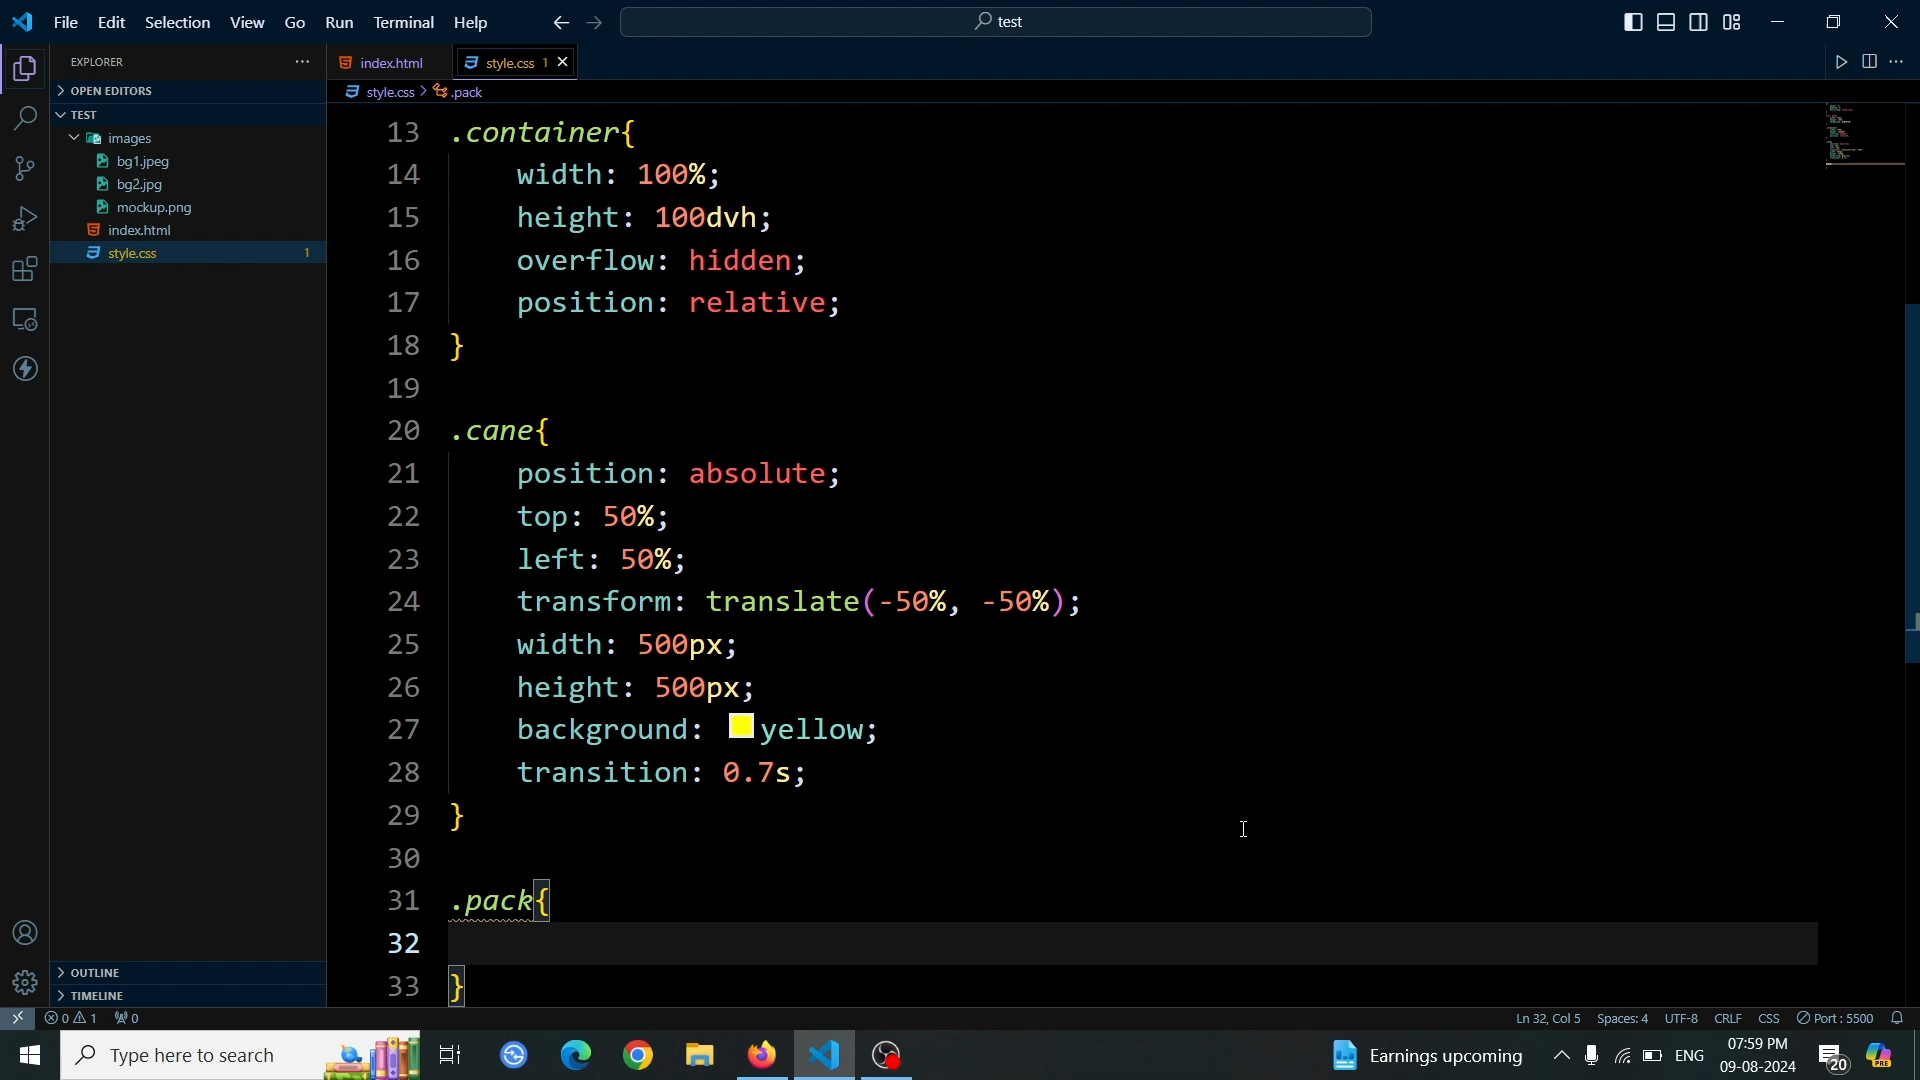 File Edit Selection View Go Run Terminal Help
test
EXPLORER
OPEN EDITORS
TEST
images
bg1.jpeg
bg2.jpg
mockup.png
index.html
style.css 1
OUTLINE
TIMELINE
index.html style.css 1
style.css > .pack
13 .container{
14 width: 100%;
15 height: 100dvh;
16 overflow: hidden;
17 position: relative;
18 }
19
20 .cane{
21 position: absolute;
22 top: 50%;
23 left: 50%;
24 transform: translate(-50%, -50%);
25 width: 500px;
26 height: 500px;
27 background: yellow;
28 transition: 0.7s;
29 }
30
31 .pack{
32
33 }
0 1 0 Ln 32, Col 5 Spaces: 4 UTF-8 CRLF CSS Port : 5500
Type here to search
Earnings upcoming
ENG
07:59 PM
09-08-2024
20
PRE